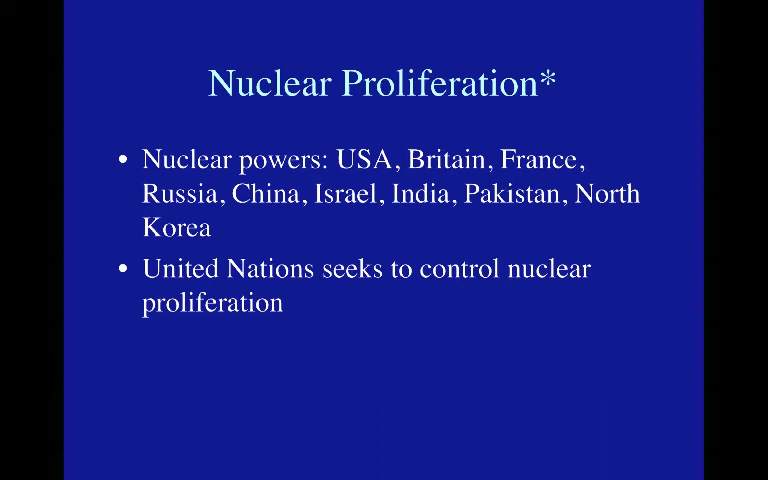 Nuclear Proliferation*
• Nuclear powers: USA, Britain, France,
Russia, China, Israel, India, Pakistan, North
Korea
• United Nations seeks to control nuclear
proliferation